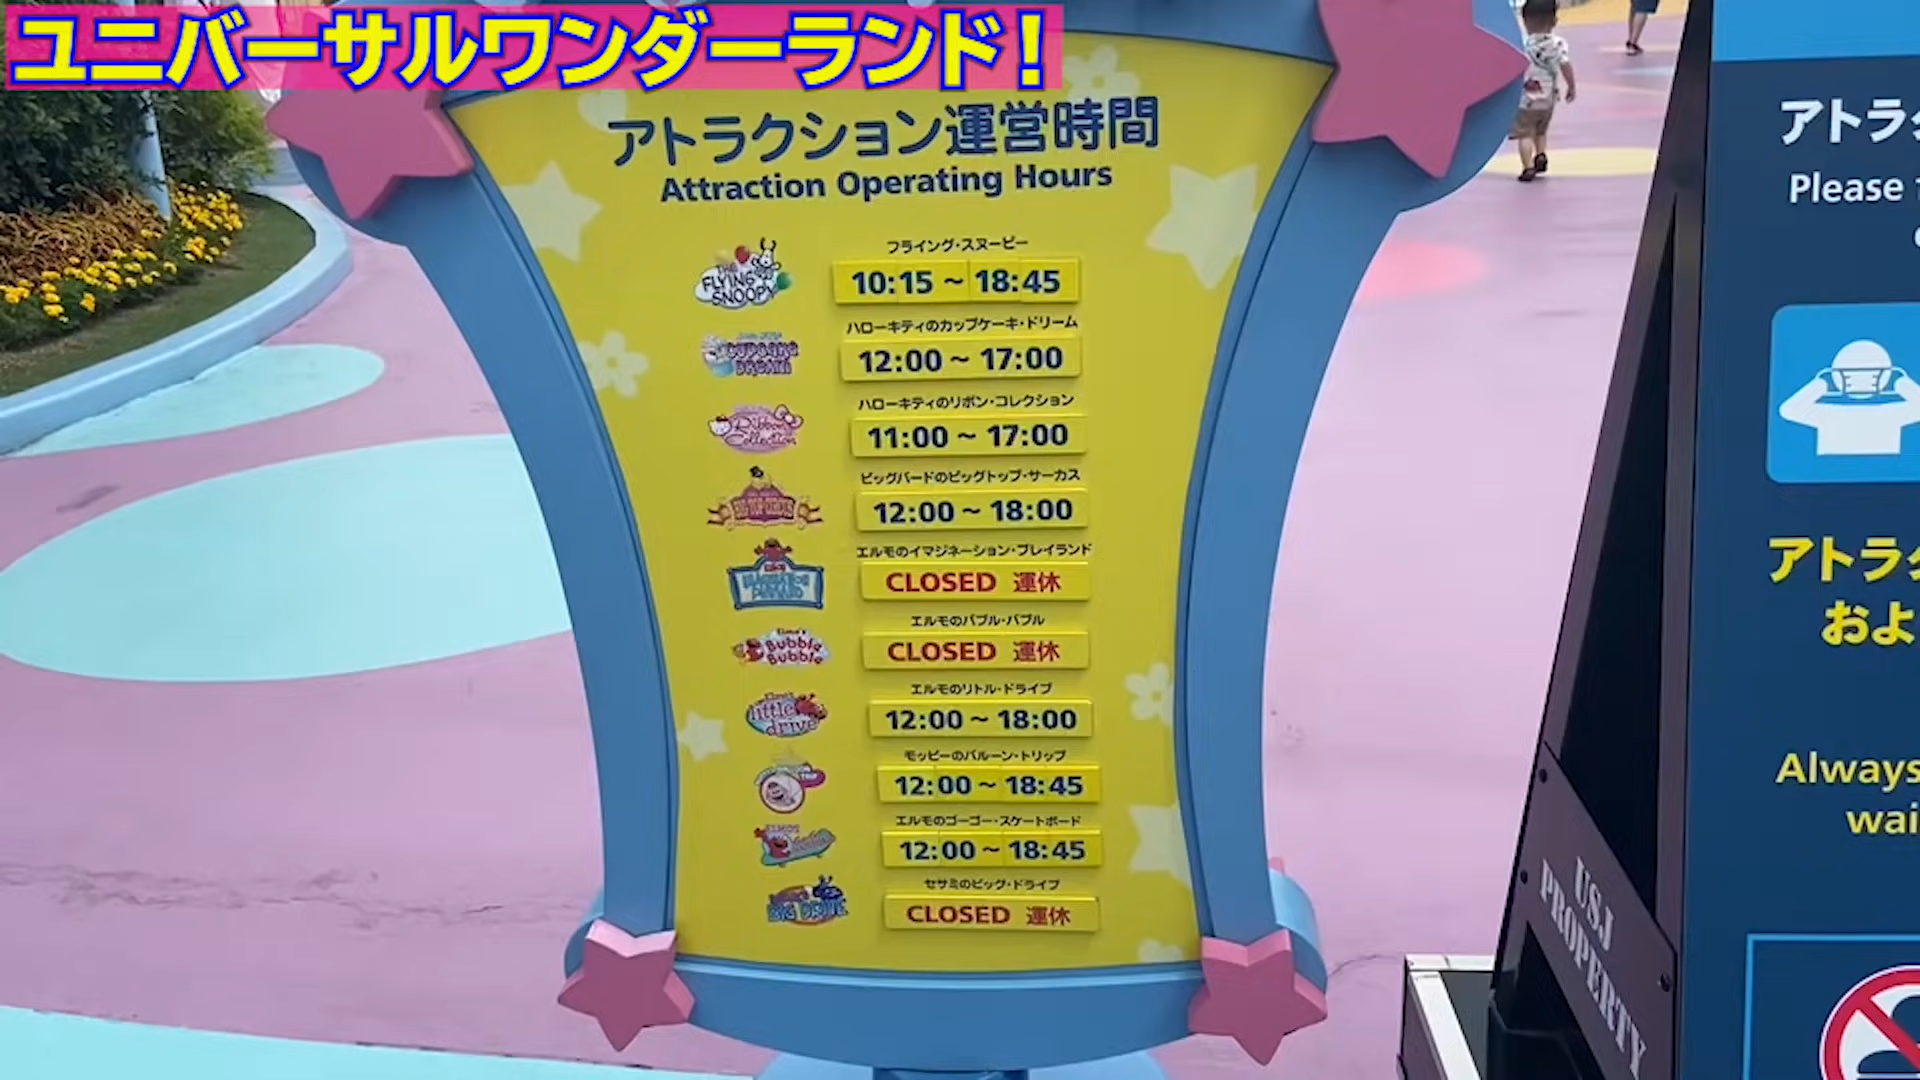 ユニバーサルワンダーランド!
アトラクション運営時間
Attraction Operating Hours
フライング・スヌーピー
THE FLYING SNOOPY
10:15 ~ 18:45
ハローキティのカップケーキ・ドリーム
CUPCAKE DREAM
12:00 ~ 17:00
ハローキティのリボン・コレクション
Ribbon Collection
11:00 ~ 17:00
ビッグバードのビッグトップ・サーカス
BIG TOP CIRCUS
12:00 ~ 18:00
エルモのイマジネーション・プレイランド
IMAGINATION PLAYLAND
CLOSED 運休
エルモのバブル・バブル
Elmo's Bubble Bubble
CLOSED 運休
エルモのリトル・ドライブ
little drive
12:00 ~ 18:00
モッピーのバルーン・トリップ
12:00 ~ 18:45
エルモのゴーゴー・スケートボード
12:00 ~ 18:45
セサミのビッグ・ドライブ
BIG DRIVE
CLOSED 運休
アトラ
Please
アトラ
およ
Always
wai
USJ
PROPERTY